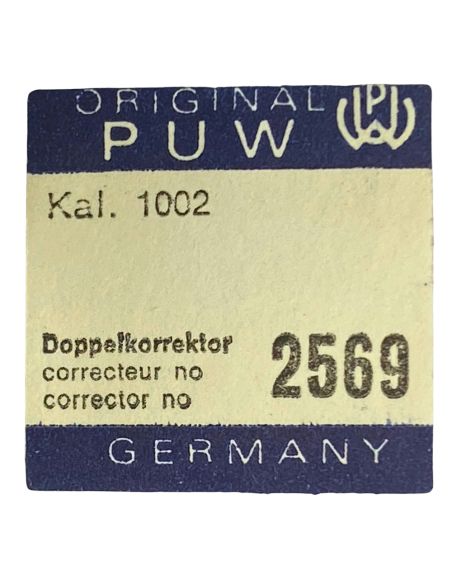 ORIGINAL
PUW
Kal. 1002
Doppelkorrektor
correcteur no
corrector no
2569
GERMANY